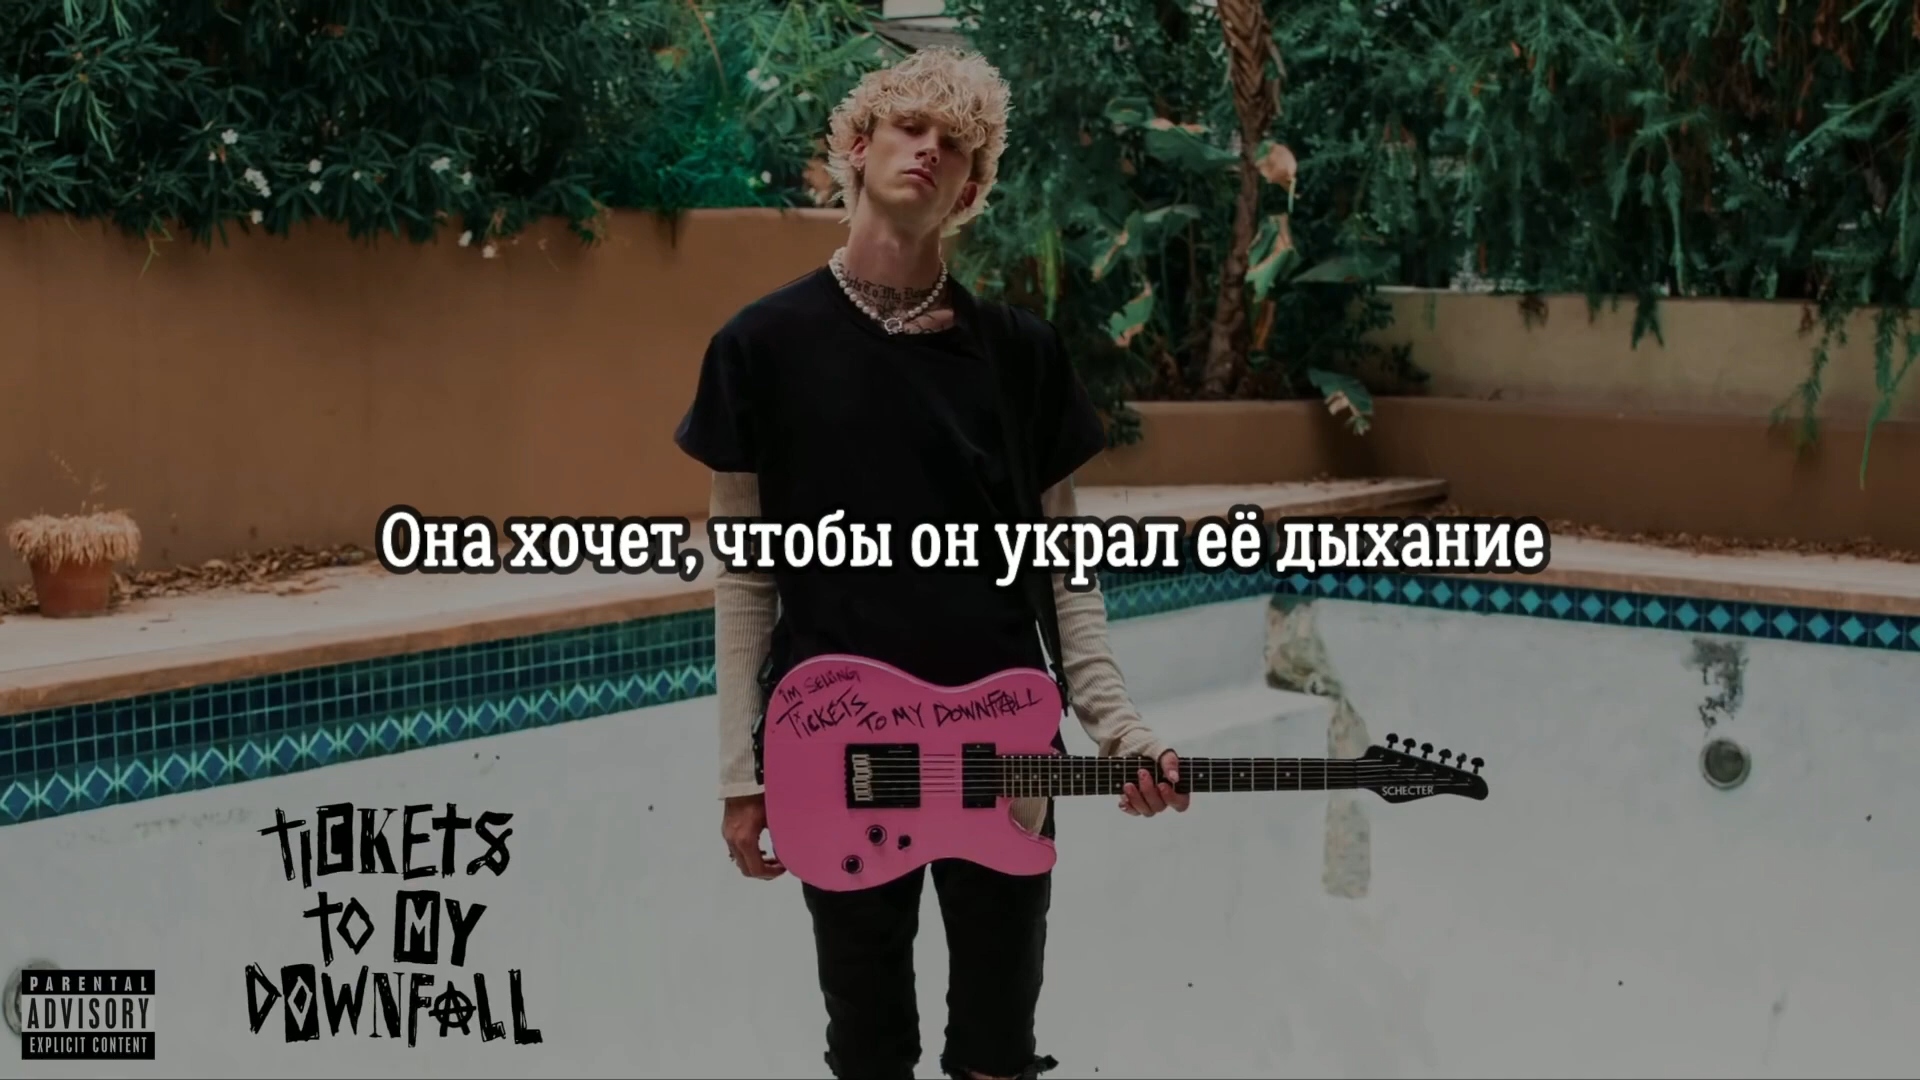 Она хочет, чтобы он украл её дыхание
I'M SELLING
TICKETS TO MY DOWNFALL
SCHECTER
TICKETS
TO MY
DOWNFALL
PARENTAL
ADVISORY
EXPLICIT CONTENT